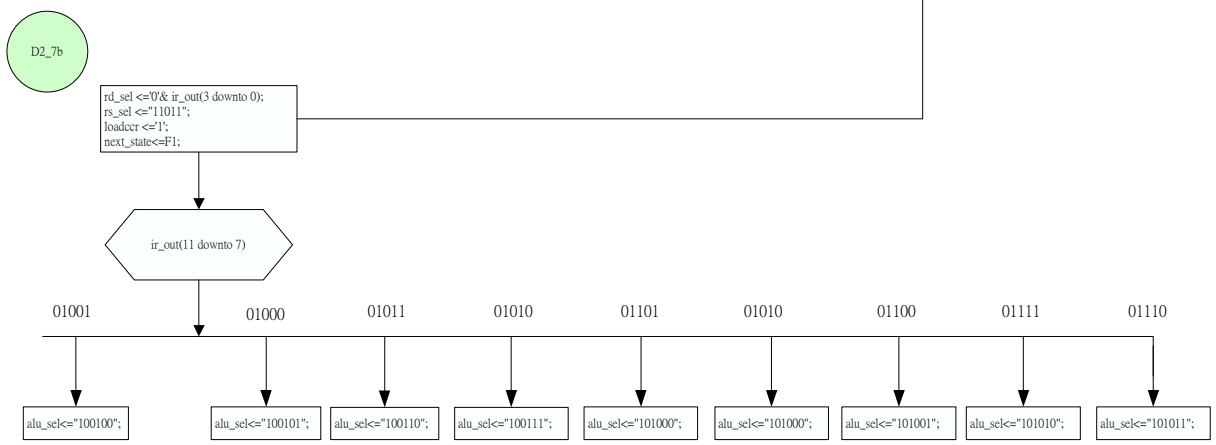 D2_7b
rd_sel <='0'& ir_out(3 downto 0);
rs_sel <="11011";
loadccr <='1';
next_state<=F1;
ir_out(11 downto 7)
01001 01000 01011 01010 01101 01010 01100 01111 01110
alu_sel<="100100"; alu_sel<="100101"; alu_sel<="100110"; alu_sel<="100111"; alu_sel<="101000"; alu_sel<="101000"; alu_sel<="101001"; alu_sel<="101010"; alu_sel<="101011";